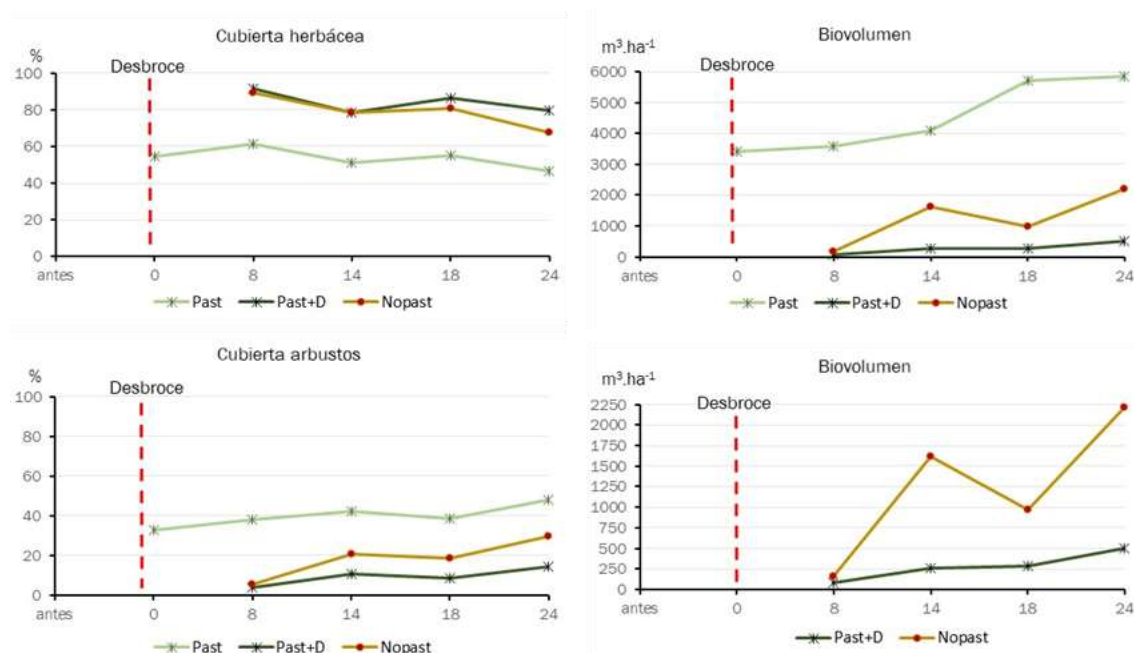 Cubierta herbácea
%
Desbroce
100
80
60
40
20
0
antes 0 8 14 18 24
Past Past+D Nopast
Biovolumen
m³.ha⁻¹
Desbroce
6000
5000
4000
3000
2000
1000
0
antes 0 8 14 18 24
Past Past+D Nopast
Cubierta arbustos
%
Desbroce
100
80
60
40
20
0
antes 0 8 14 18 24
Past Past+D Nopast
Biovolumen
m³.ha⁻¹
Desbroce
2250
2000
1750
1500
1250
1000
750
500
250
0
antes 0 8 14 18 24
Past+D Nopast